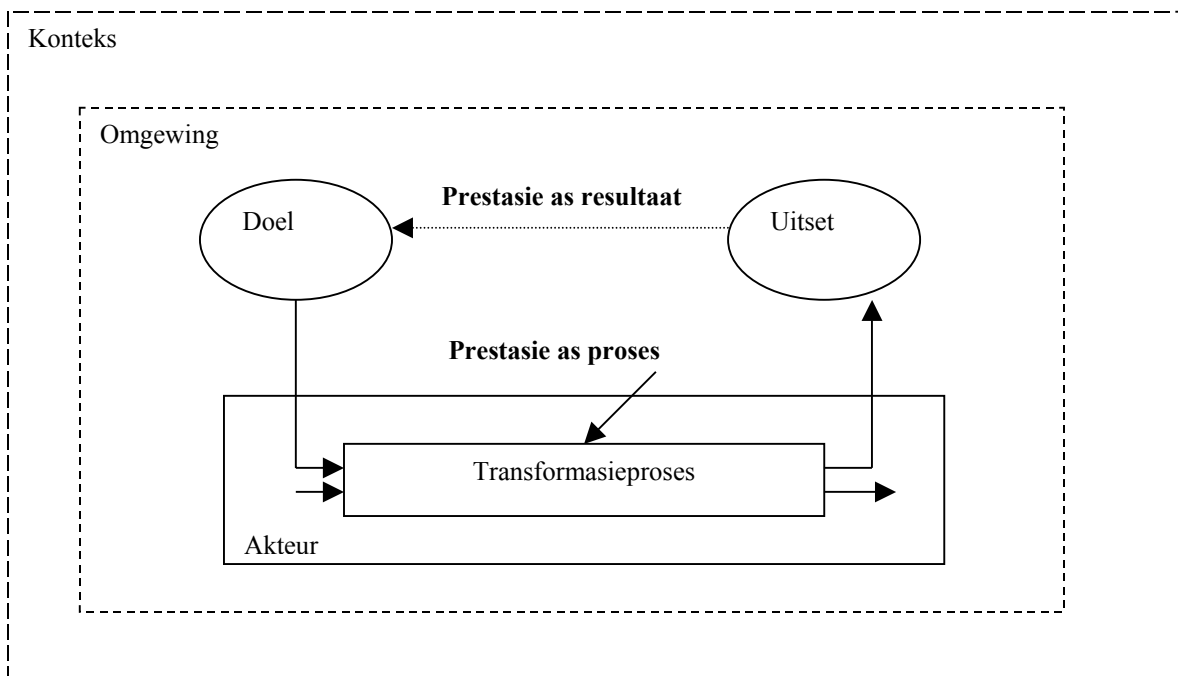 Konteks
Omgewing
Prestasie as resultaat
Doel
Uitset
Prestasie as proses
Transformasieproses
Akteur